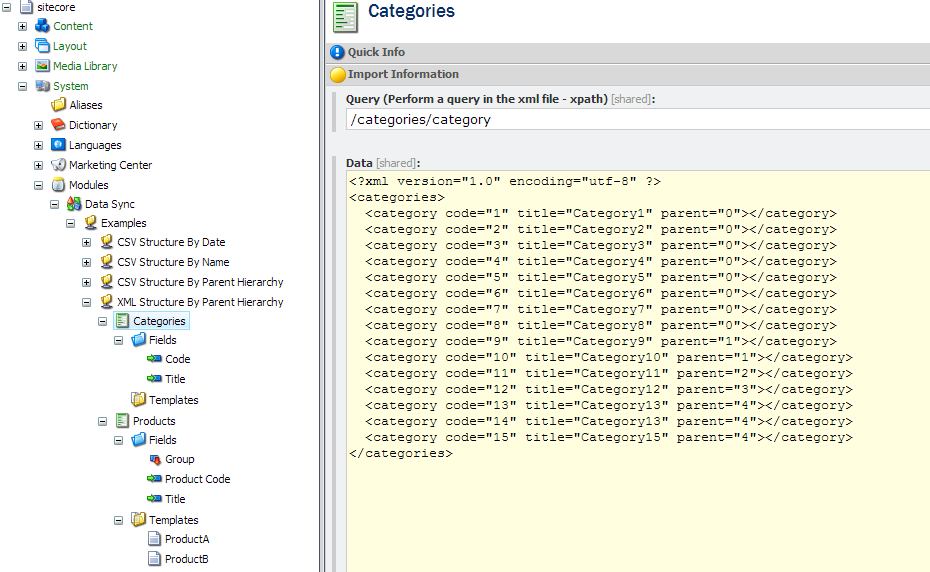 sitecore
Content
Layout
Media Library
System
Aliases
Dictionary
Languages
Marketing Center
Modules
Data Sync
Examples
CSV Structure By Date
CSV Structure By Name
CSV Structure By Parent Hierarchy
XML Structure By Parent Hierarchy
Categories
Fields
Code
Title
Templates
Products
Fields
Group
Product Code
Title
Templates
ProductA
ProductB
Categories
Quick Info
Import Information
Query (Perform a query in the xml file - xpath) [shared]:
/categories/category
Data [shared]:
<?xml version="1.0" encoding="utf-8" ?>
<categories>
<category code="1" title="Category1" parent="0"></category>
<category code="2" title="Category2" parent="0"></category>
<category code="3" title="Category3" parent="0"></category>
<category code="4" title="Category4" parent="0"></category>
<category code="5" title="Category5" parent="0"></category>
<category code="6" title="Category6" parent="0"></category>
<category code="7" title="Category7" parent="0"></category>
<category code="8" title="Category8" parent="0"></category>
<category code="9" title="Category9" parent="1"></category>
<category code="10" title="Category10" parent="1"></category>
<category code="11" title="Category11" parent="2"></category>
<category code="12" title="Category12" parent="3"></category>
<category code="13" title="Category13" parent="4"></category>
<category code="14" title="Category13" parent="4"></category>
<category code="15" title="Category15" parent="4"></category>
</categories>